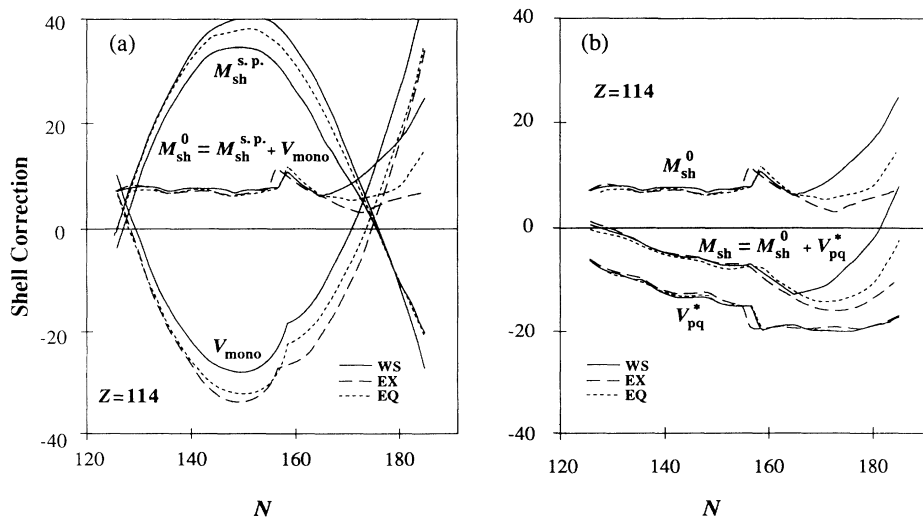 (a)
M_sh^s.p.
M_sh^0 = M_sh^s.p. + V_mono
V_mono
WS
EX
EQ
Z=114
Shell Correction
40
20
0
-20
-40
120
140
160
180
N
(b)
Z=114
M_sh^0
M_sh = M_sh^0 + V_pq^*
V_pq^*
WS
EX
EQ
40
20
0
-20
-40
120
140
160
180
N